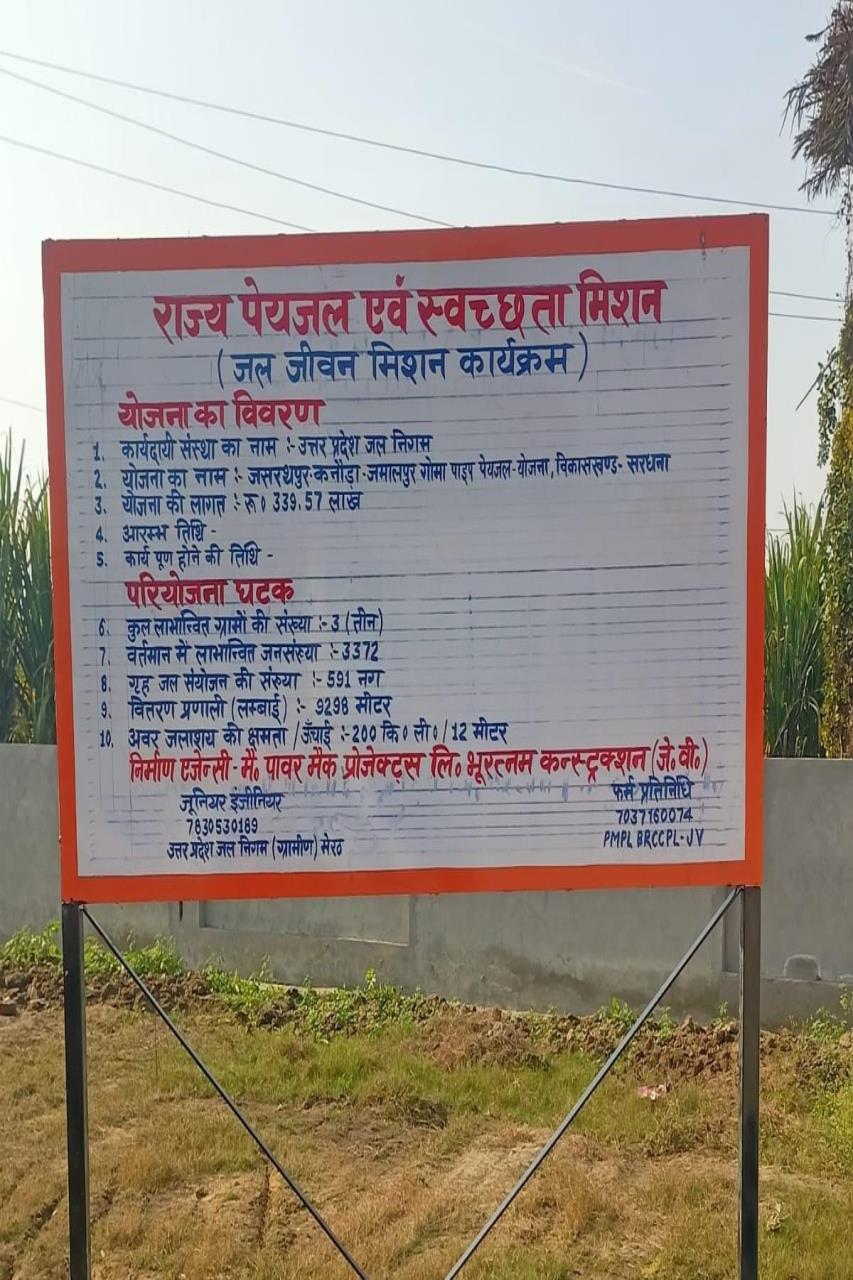 राज्य पेयजल एवं स्वच्छता मिशन
(जल जीवन मिशन कार्यक्रम)
योजना का विवरण
1. कार्यदायी संस्था का नाम :- उत्तर प्रदेश जल निगम
2. योजना का नाम :- जसरथपुर-कनौड़ा-जमालपुर गोमा पाइप पेयजल-योजना, विकासखण्ड- सरधना
3. योजना की लागत :- रू० 339.57 लाख
4. आरम्भ तिथि -
5. कार्य पूण होने की तिथि -
परियोजना घटक
6. कुल लाभान्वित ग्रामों की संख्या :- 3 (तीन)
7. वर्तमान में लाभान्वित जनसंख्या :- 3372
8. गृह जल संयोजन की संख्या :- 591 नग
9. वितरण प्रणाली (लम्बाई) :- 9298 मीटर
10. अवर जलाशय की क्षमता / ऊँचाई :- 200 कि० ली० / 12 मीटर
निर्माण एजेन्सी - मै० पावर मैक प्रोजेक्ट्स लि० भूरत्नम कन्स्ट्रक्शन (जे० वी०)
जूनियर इंजीनियर
7830530189
उत्तर प्रदेश जल निगम (ग्रामीण) मेरठ
फर्म प्रतिनिधि
7037160074
PMPL BRCCPL-JV